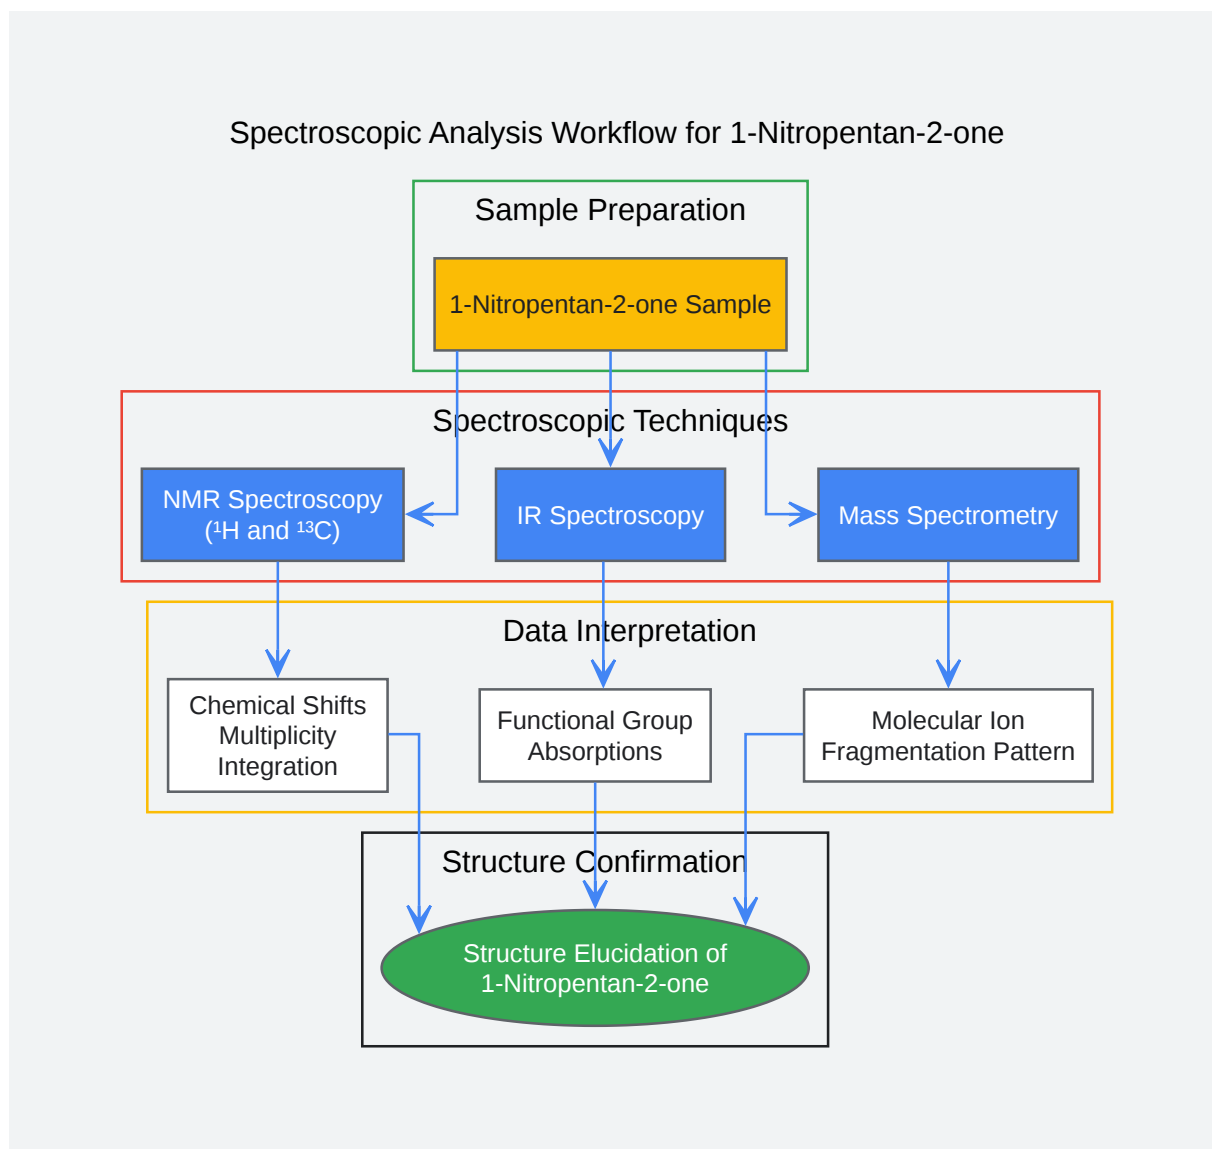 Spectroscopic Analysis Workflow for 1-Nitropentan-2-one
Sample Preparation
1-Nitropentan-2-one Sample
Spectroscopic Techniques
NMR Spectroscopy
(¹H and ¹³C)
IR Spectroscopy
Mass Spectrometry
Data Interpretation
Chemical Shifts
Multiplicity
Integration
Functional Group
Absorptions
Molecular Ion
Fragmentation Pattern
Structure Confirmation
Structure Elucidation of
1-Nitropentan-2-one